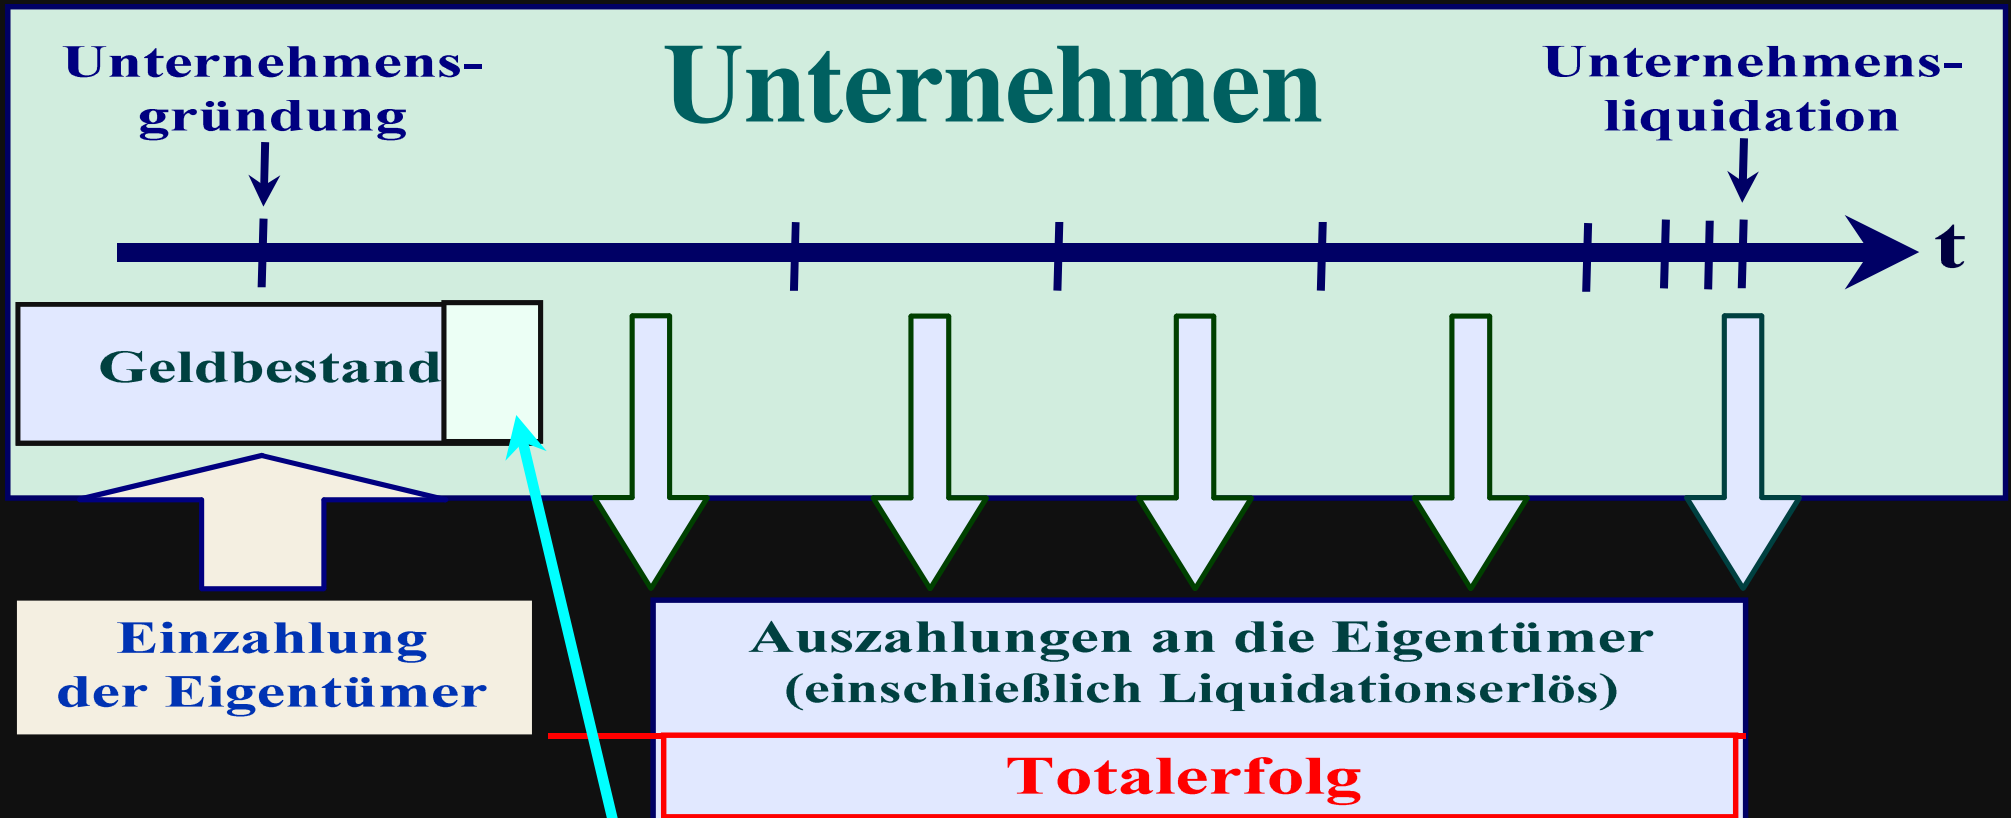 Unternehmens-
gründung
Unternehmen
Unternehmens-
liquidation
t
Geldbestand
Einzahlung
der Eigentümer
Auszahlungen an die Eigentümer
(einschließlich Liquidationserlös)
Totalerfolg